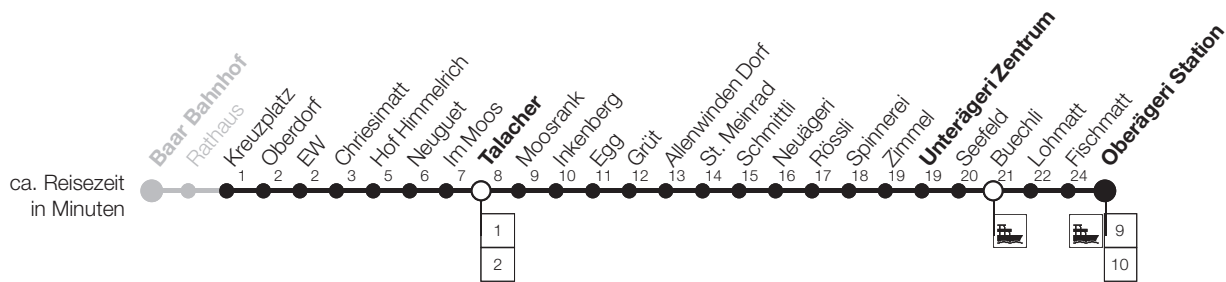 Baar Bahnhof
Rathaus
Kreuzplatz
Oberdorf
EW
Chriesimatt
Hof Himmelrich
Neuguet
Im Moos
Talacher
Moosrank
Inkenberg
Egg
Grüt
Allenwinden Dorf
St. Meinrad
Schmittli
Neuägeri
Rössli
Spinnerei
Zimmel
Unterägeri Zentrum
Seefeld
Buechli
Lohmatt
Fischmatt
Oberägeri Station
ca. Reisezeit
in Minuten
1 2 2 3 5 6 7 8 9 10 11 12 13 14 15 16 17 18 19 19 20 21 22 24
1
2
9
10